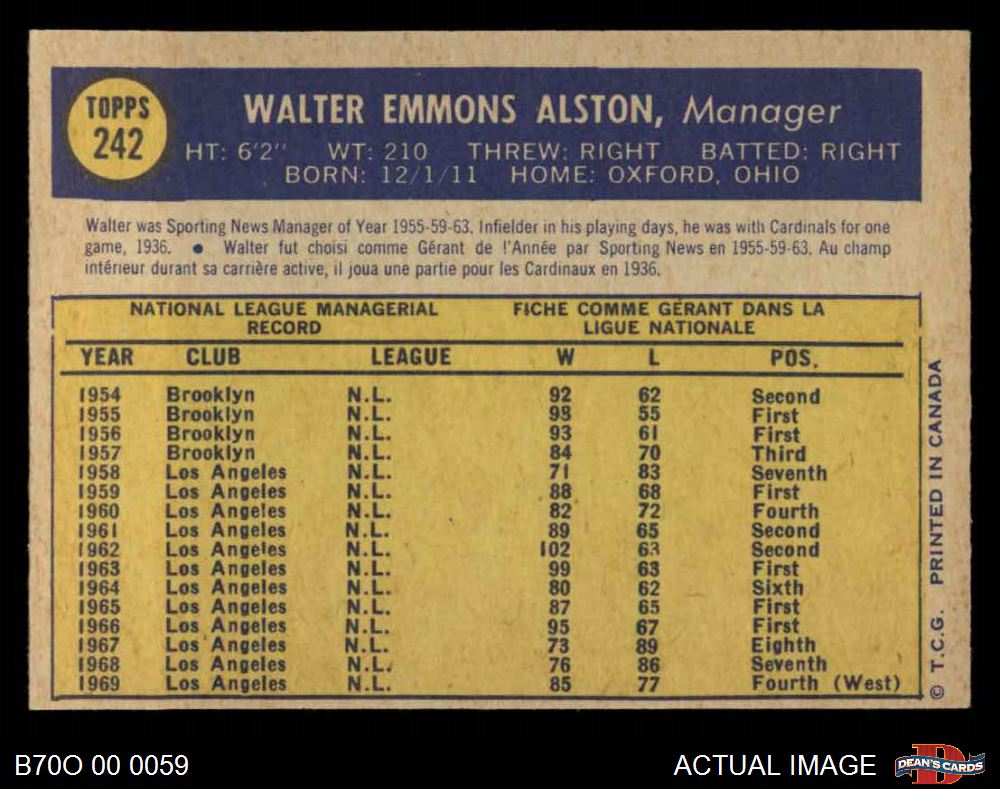 TOPPS
242
WALTER EMMONS ALSTON, Manager
HT: 6'2" WT: 210 THREW: RIGHT BATTED: RIGHT
BORN: 12/1/11 HOME: OXFORD, OHIO
Walter was Sporting News Manager of Year 1955-59-63. Infielder in his playing days, he was with Cardinals for one
game, 1936. • Walter fut choisi comme Gérant de l'Année par Sporting News en 1955-59-63. Au champ
intérieur durant sa carrière active, il joua une partie pour les Cardinaux en 1936.
NATIONAL LEAGUE MANAGERIAL RECORD
FICHE COMME GÉRANT DANS LA LIGUE NATIONALE
YEAR CLUB LEAGUE W L POS.
1954 Brooklyn N.L. 92 62 Second
1955 Brooklyn N.L. 98 55 First
1956 Brooklyn N.L. 93 61 First
1957 Brooklyn N.L. 84 70 Third
1958 Los Angeles N.L. 71 83 Seventh
1959 Los Angeles N.L. 88 68 First
1960 Los Angeles N.L. 82 72 Fourth
1961 Los Angeles N.L. 89 65 Second
1962 Los Angeles N.L. 102 63 Second
1963 Los Angeles N.L. 99 63 First
1964 Los Angeles N.L. 80 62 Sixth
1965 Los Angeles N.L. 87 65 First
1966 Los Angeles N.L. 95 67 First
1967 Los Angeles N.L. 73 89 Eighth
1968 Los Angeles N.L. 76 86 Seventh
1969 Los Angeles N.L. 85 77 Fourth (West)
© T.C.G. PRINTED IN CANADA
B70O 00 0059
ACTUAL IMAGE
D
DEAN'S CARDS